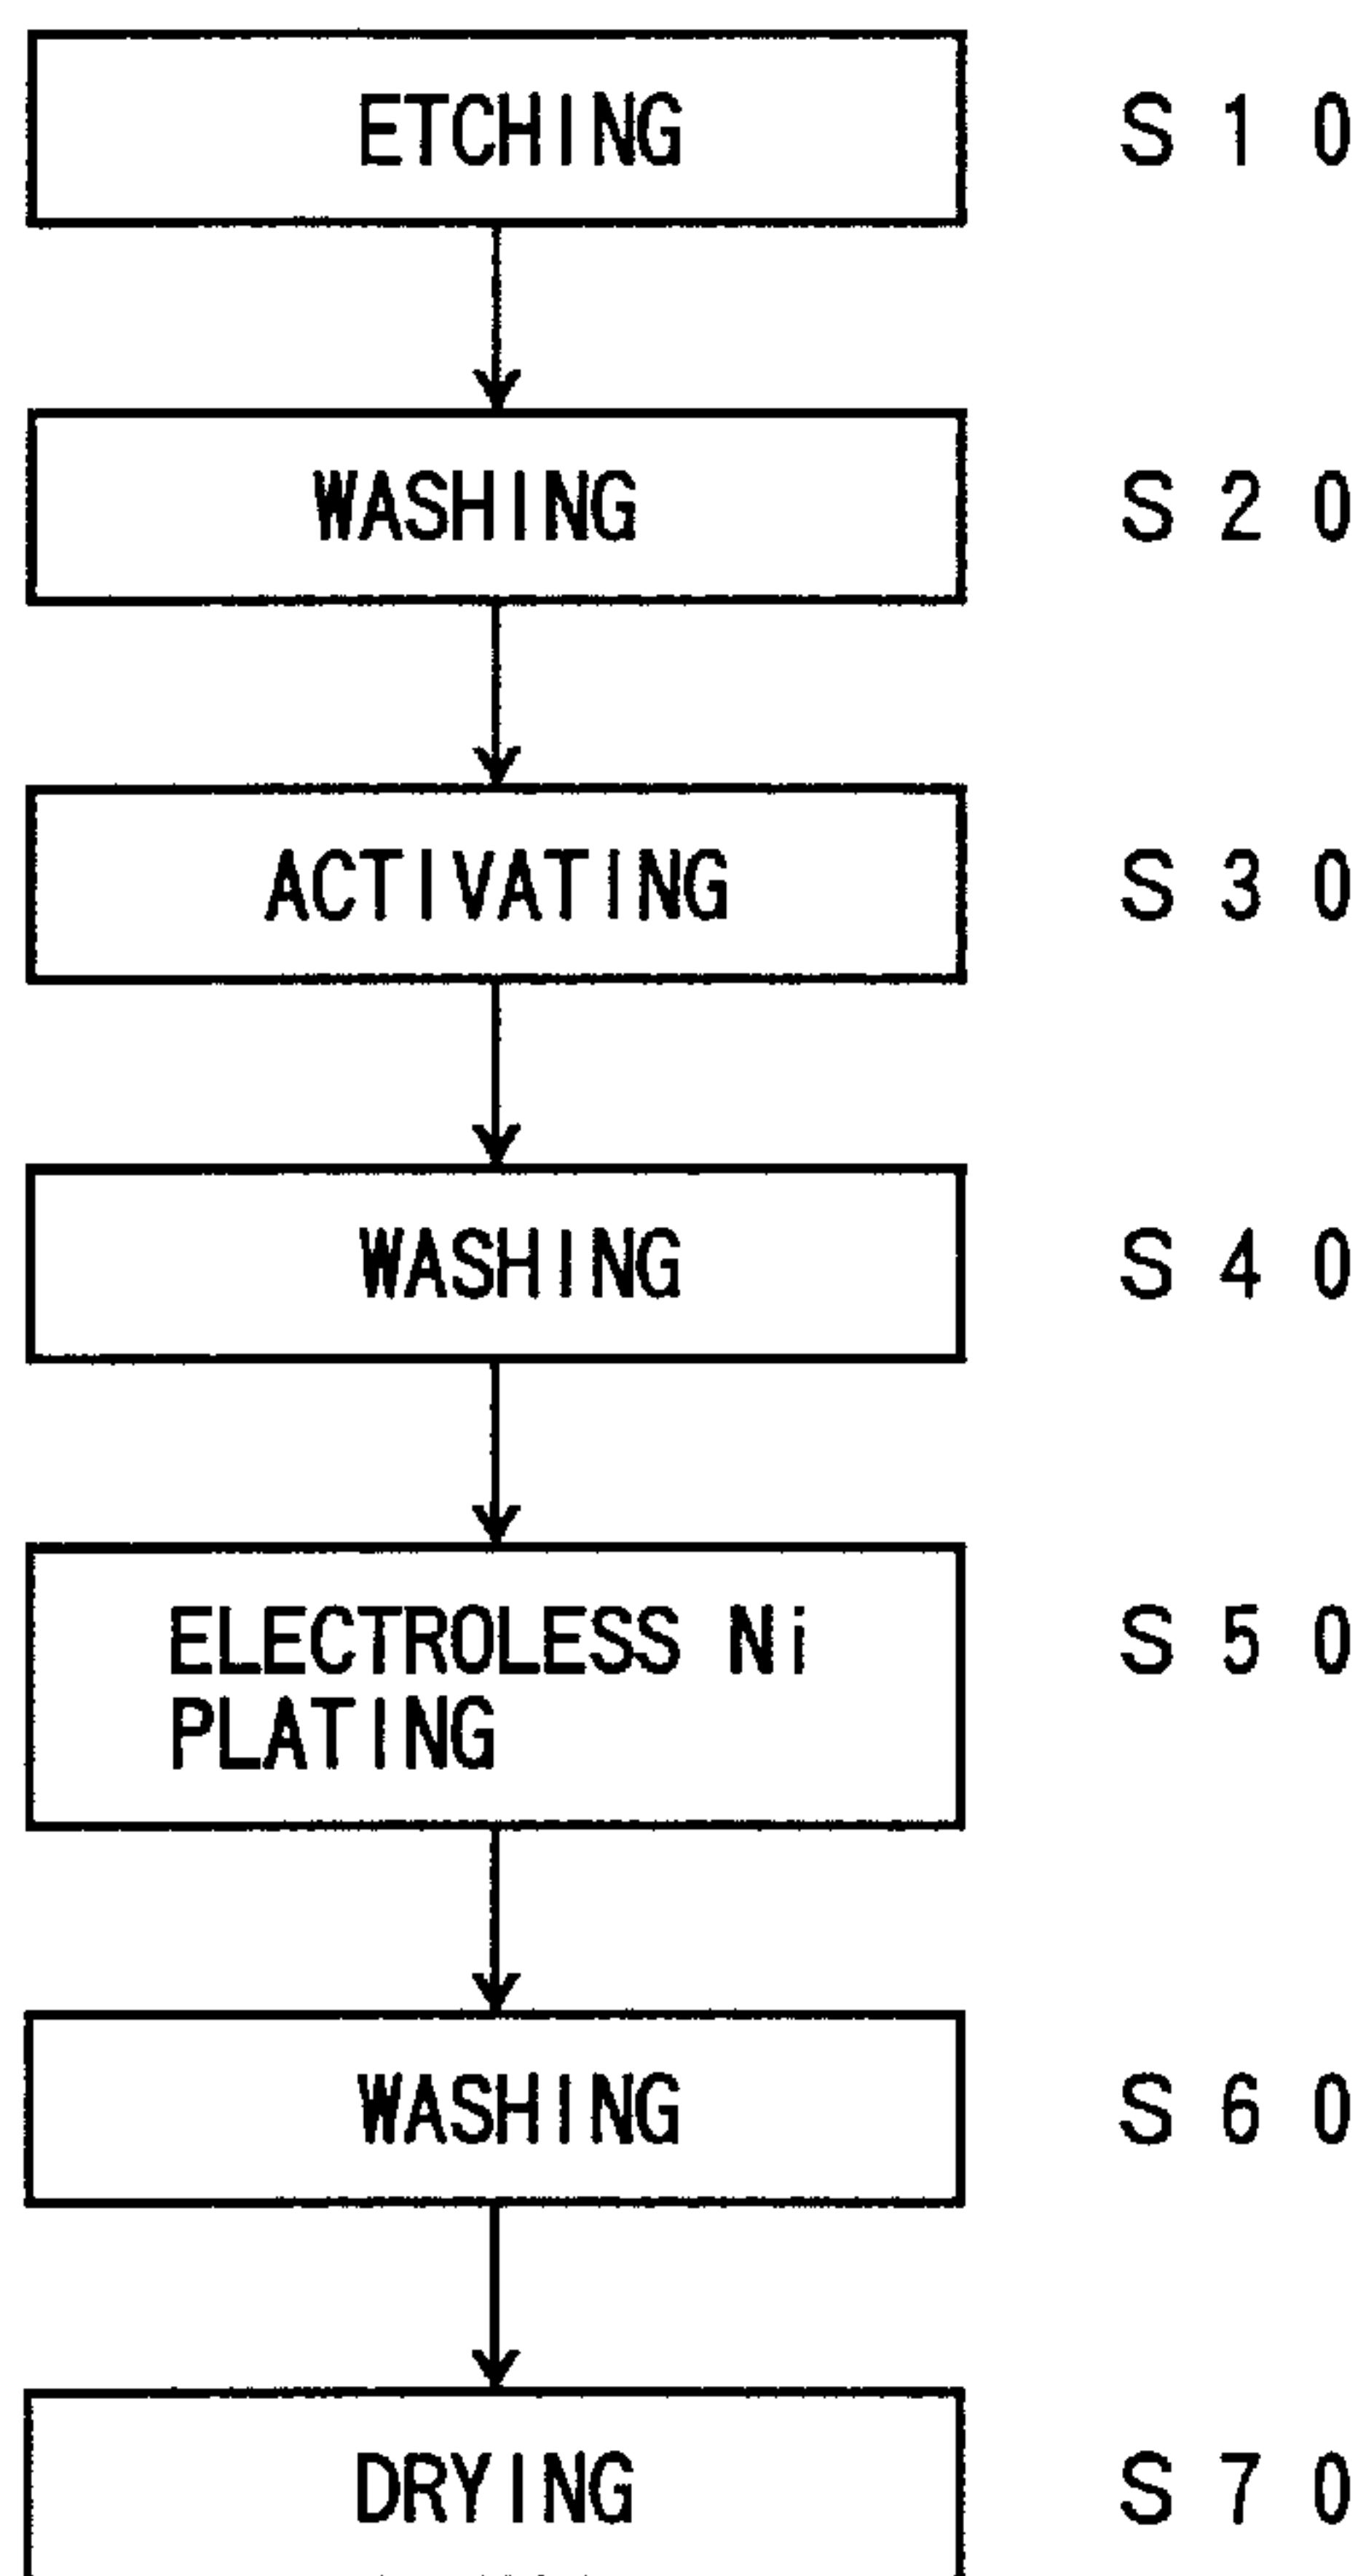 ETCHING S10
WASHING S20
ACTIVATING S30
WASHING S40
ELECTROLESS Ni S50
PLATING
WASHING S60
DRYING S70